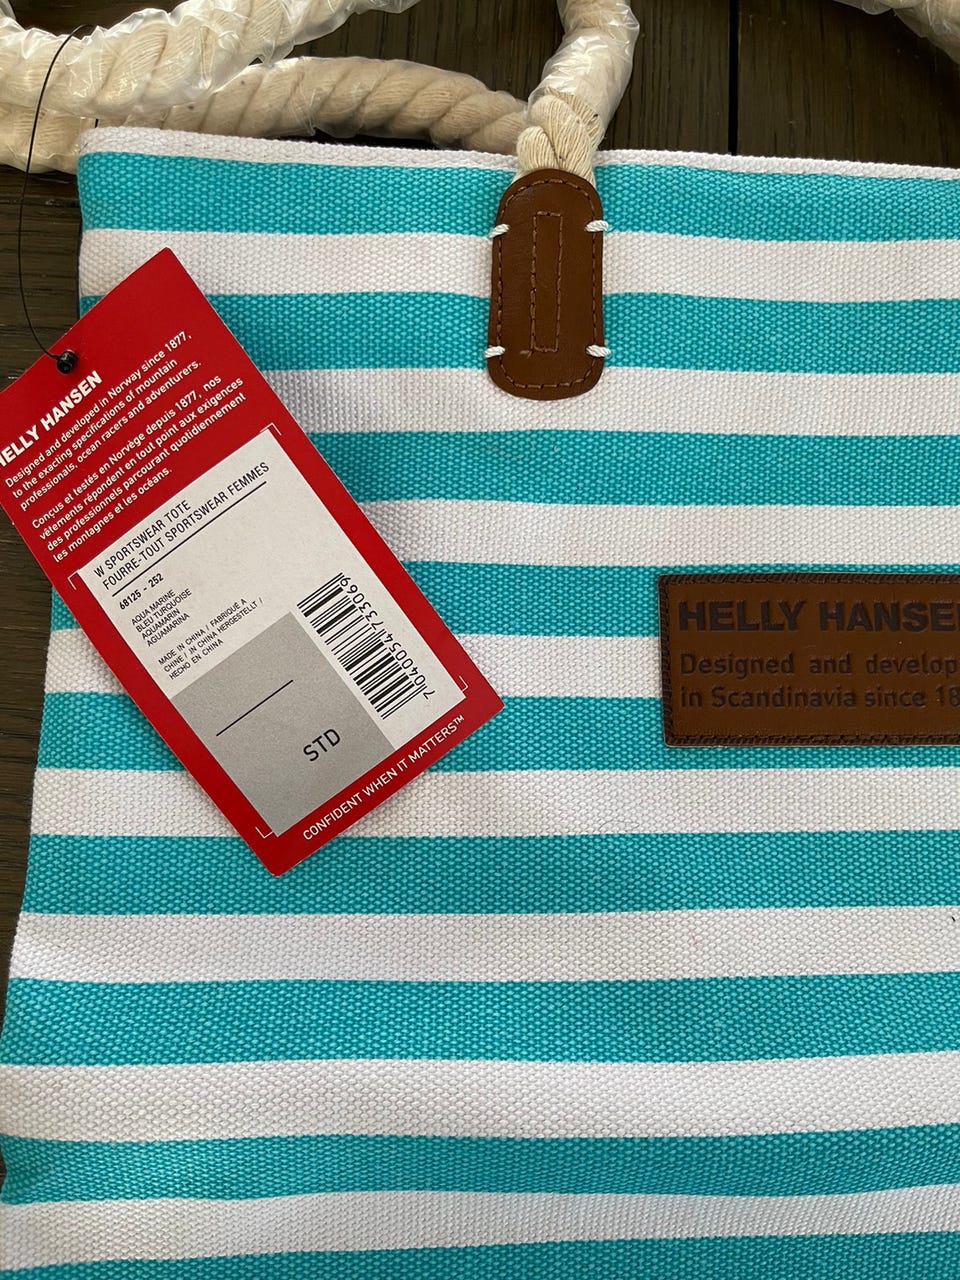 HELLY HANSEN
Designed and developed in Norway since 1877,
to the exacting specifications of mountain
professionals, ocean racers and adventurers.
Conçus et testés en Norvège depuis 1877, nos
vêtements répondent en tout point aux exigences
des professionnels parcourant quotidiennement
les montagnes et les océans.
W SPORTSWEAR TOTE
FOURRE-TOUT SPORTSWEAR FEMMES
68125 - 252
AQUA MARINE
BLEU TURQUOISE
AQUAMARIN
AGUAMARINA
MADE IN CHINA / FABRIQUÉ A
CHINE / IN CHINA HERGESTELLT /
HECHO EN CHINA
7040054733069
STD
CONFIDENT WHEN IT MATTERS™
HELLY HANSEN
Designed and develop
in Scandinavia since 18